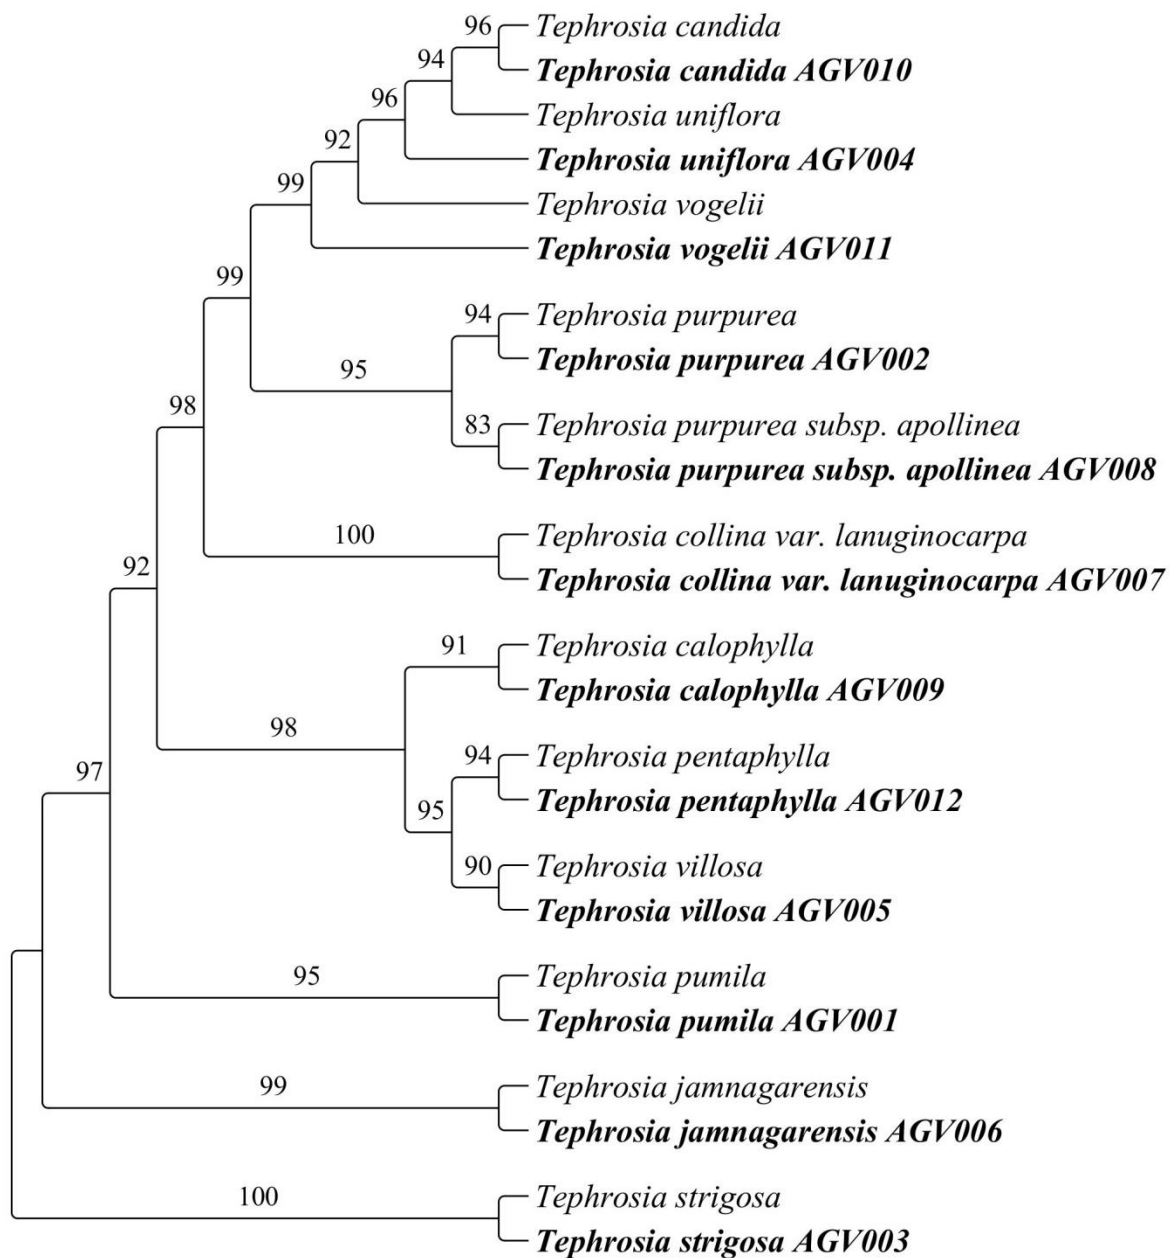 96
Tephrosia candida
94
Tephrosia candida AGV010
96
Tephrosia uniflora
92
Tephrosia uniflora AGV004
99
Tephrosia vogelii
Tephrosia vogelii AGV011
99
94
Tephrosia purpurea
Tephrosia purpurea AGV002
95
98
83
Tephrosia purpurea subsp. apollinea
Tephrosia purpurea subsp. apollinea AGV008
100
Tephrosia collina var. lanuginocarpa
92
Tephrosia collina var. lanuginocarpa AGV007
91
Tephrosia calophylla
Tephrosia calophylla AGV009
98
94
Tephrosia pentaphylla
97
Tephrosia pentaphylla AGV012
95
90
Tephrosia villosa
Tephrosia villosa AGV005
95
Tephrosia pumila
Tephrosia pumila AGV001
99
Tephrosia jamnagarensis
Tephrosia jamnagarensis AGV006
100
Tephrosia strigosa
Tephrosia strigosa AGV003